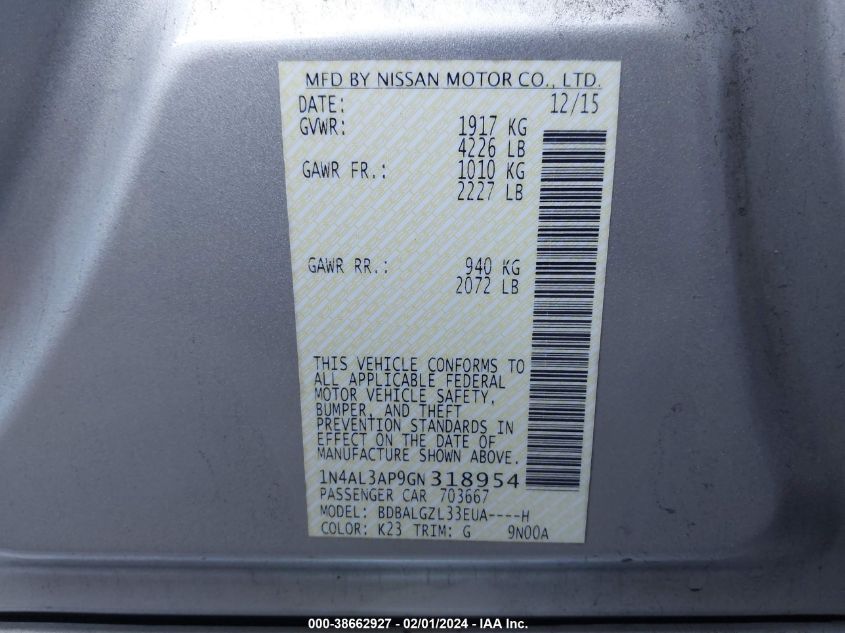 MFD BY NISSAN MOTOR CO., LTD.
DATE: 12/15
GVWR: 1917 KG
4226 LB
GAWR FR.: 1010 KG
2227 LB
GAWR RR.: 940 KG
2072 LB
THIS VEHICLE CONFORMS TO
ALL APPLICABLE FEDERAL
MOTOR VEHICLE SAFETY,
BUMPER, AND THEFT
PREVENTION STANDARDS IN
EFFECT ON THE DATE OF
MANUFACTURE SHOWN ABOVE.
1N4AL3AP9GN318954
PASSENGER CAR 703667
MODEL: BDBALGZL33EUA----H
COLOR: K23 TRIM: G 9N00A
000-38662927 - 02/01/2024 - IAA Inc.